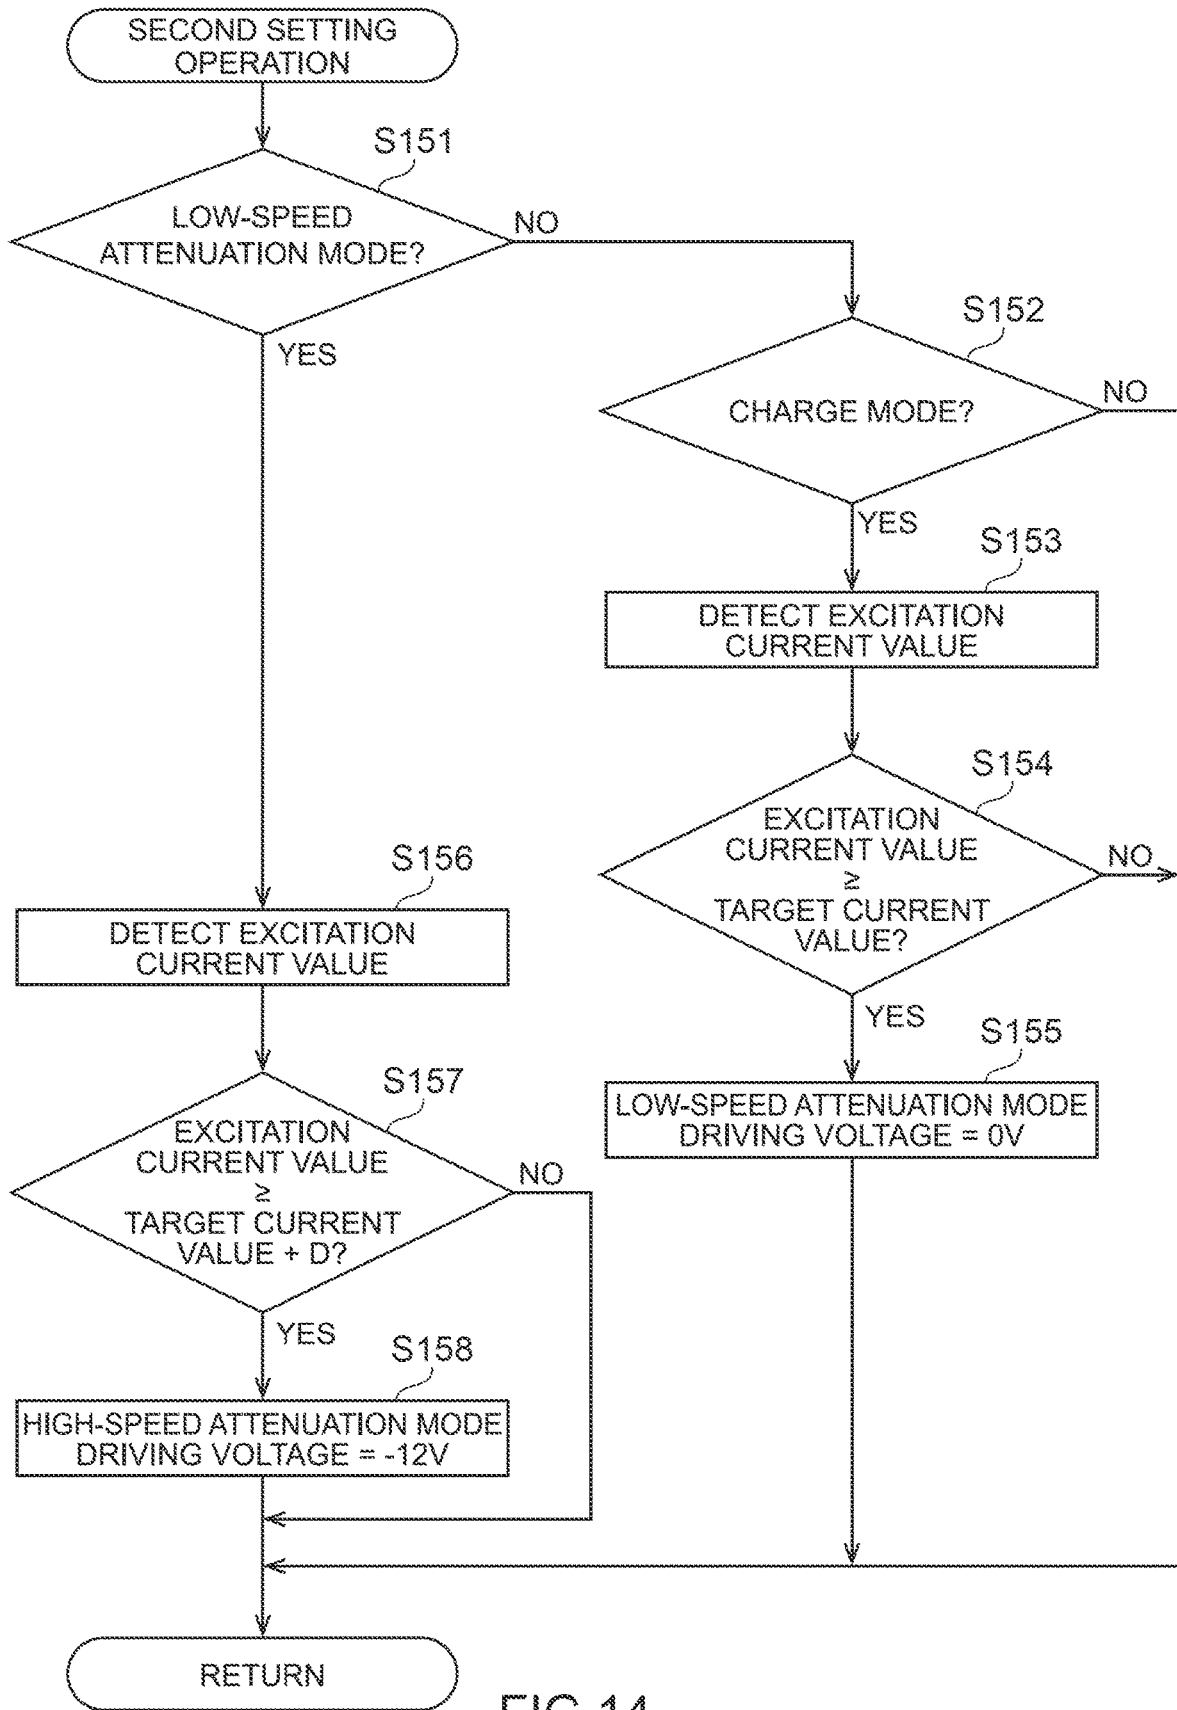 SECOND SETTING
OPERATION
S151
LOW-SPEED
ATTENUATION MODE?
NO
YES
S152
CHARGE MODE?
NO
YES
S153
DETECT EXCITATION
CURRENT VALUE
S154
EXCITATION
CURRENT VALUE
≥
TARGET CURRENT
VALUE?
NO
YES
S155
LOW-SPEED ATTENUATION MODE
DRIVING VOLTAGE = 0V
S156
DETECT EXCITATION
CURRENT VALUE
S157
EXCITATION
CURRENT VALUE
≥
TARGET CURRENT
VALUE + D?
NO
YES
S158
HIGH-SPEED ATTENUATION MODE
DRIVING VOLTAGE = -12V
RETURN
FIG. 14